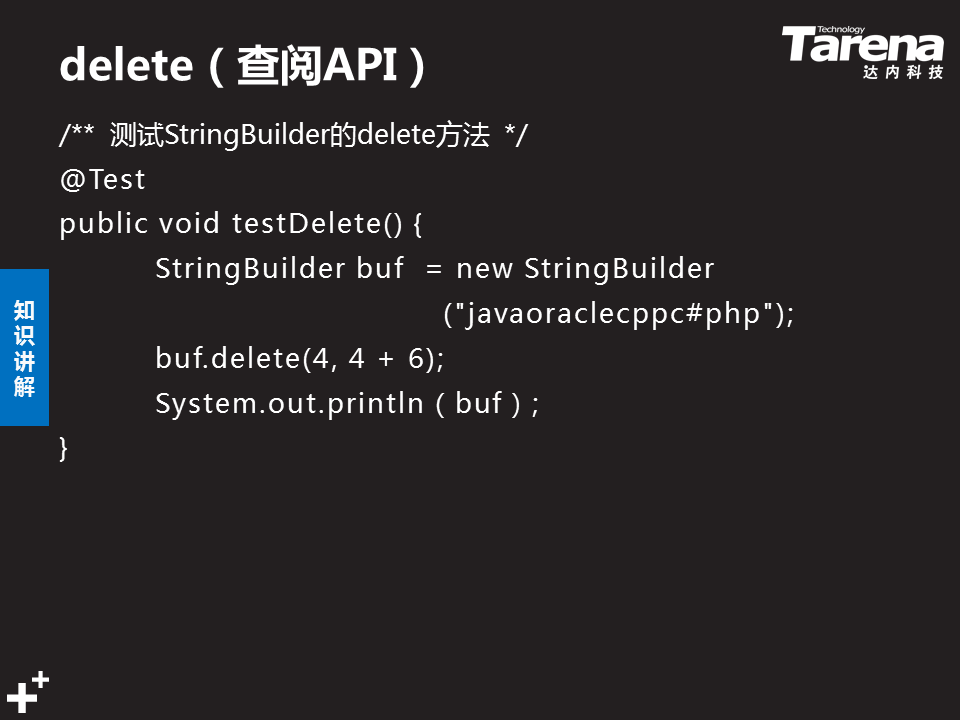 delete（查阅API）
Technology
Tarena
达内科技
/** 测试StringBuilder的delete方法 */
@Test
public void testDelete() {
StringBuilder buf = new StringBuilder
("javaoraclecppc#php");
buf.delete(4, 4 + 6);
System.out.println（buf）;
}
知识讲解